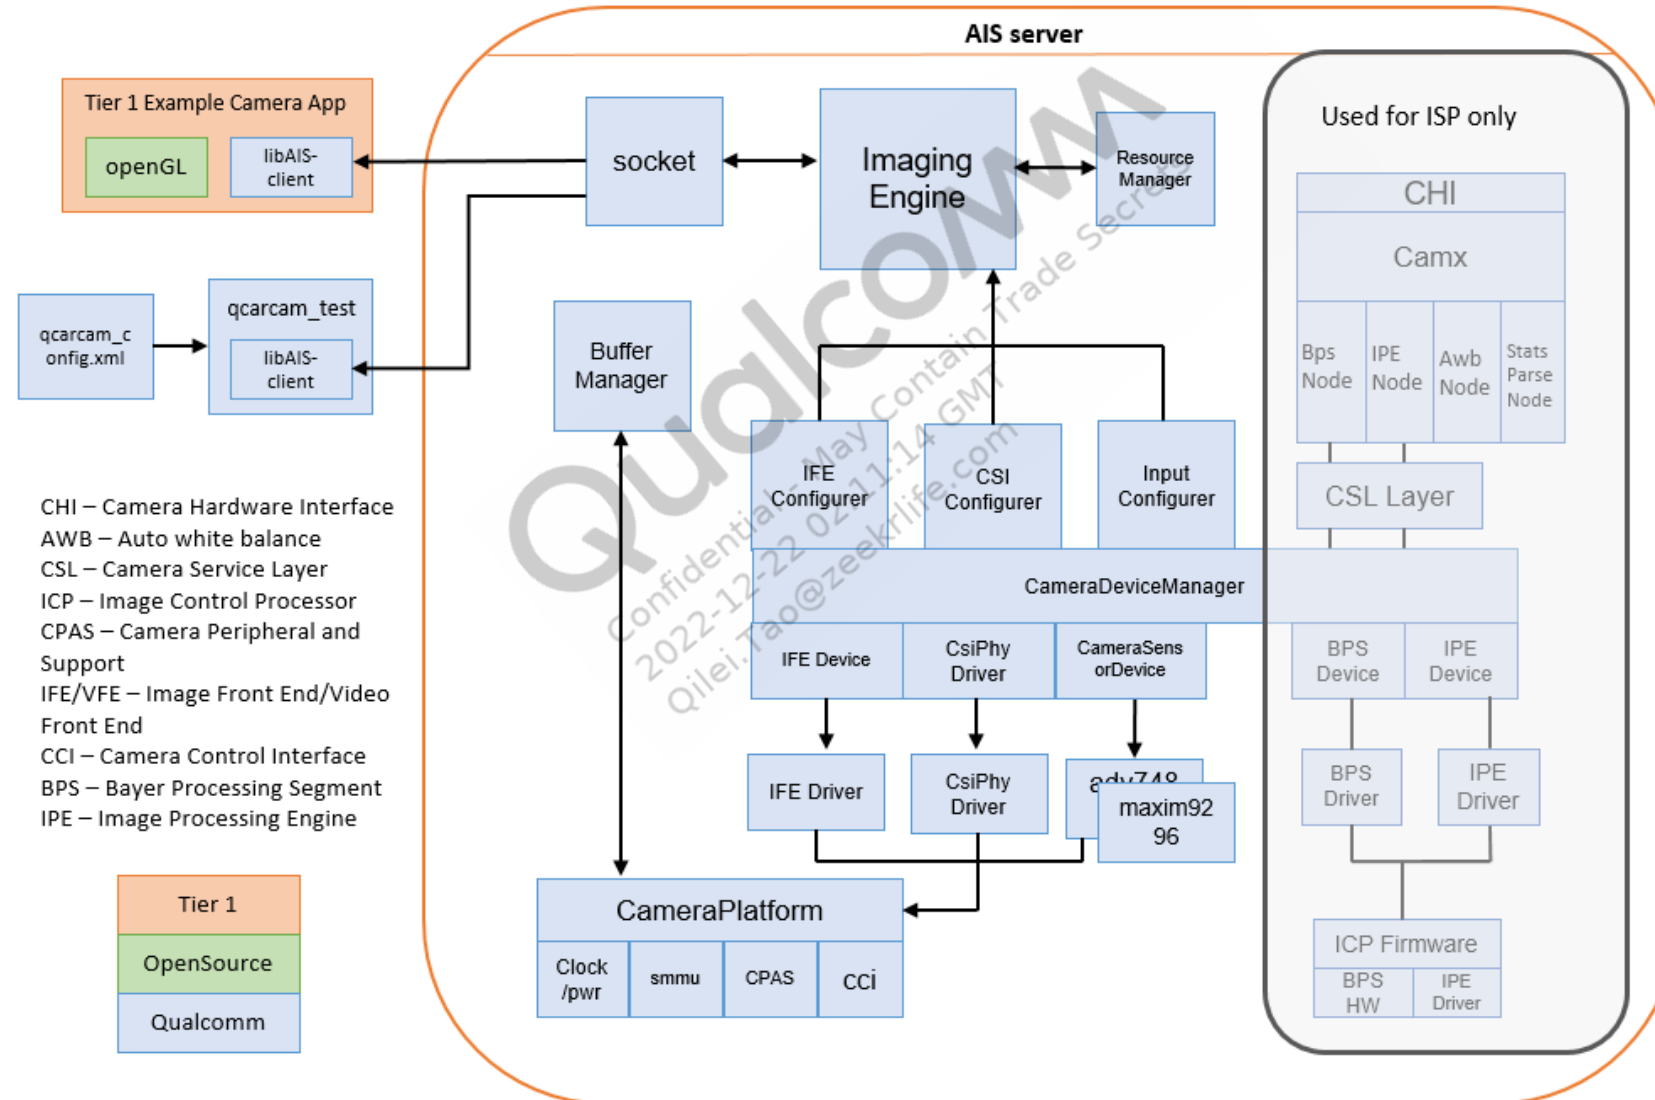 AIS server
Tier 1 Example Camera App
openGL
libAIS-
client
socket
Imaging
Engine
Resource
Manager
Used for ISP only
CHI
Camx
Bps
Node
IPE
Node
Awb
Node
Stats
Parse
Node
qcarcam_c
onfig.xml
qcarcam_test
libAIS-
client
Buffer
Manager
IFE
Configurer
CSI
Configurer
Input
Configurer
CSL Layer
CameraDeviceManager
IFE Device
CsiPhy
Driver
CameraSens
orDevice
BPS
Device
IPE
Device
IFE Driver
CsiPhy
Driver
adv748
maxim92
96
BPS
Driver
IPE
Driver
CameraPlatform
Clock
/pwr
smmu
CPAS
cci
ICP Firmware
BPS
HW
IPE
Driver
CHI – Camera Hardware Interface
AWB – Auto white balance
CSL – Camera Service Layer
ICP – Image Control Processor
CPAS – Camera Peripheral and
Support
IFE/VFE – Image Front End/Video
Front End
CCI – Camera Control Interface
BPS – Bayer Processing Segment
IPE – Image Processing Engine
Tier 1
OpenSource
Qualcomm
Qualcomm
Confidential - May Contain Trade Secrets
2022-12-22 02:11:14 GMT
Qilei.Tao@zeekrlife.com